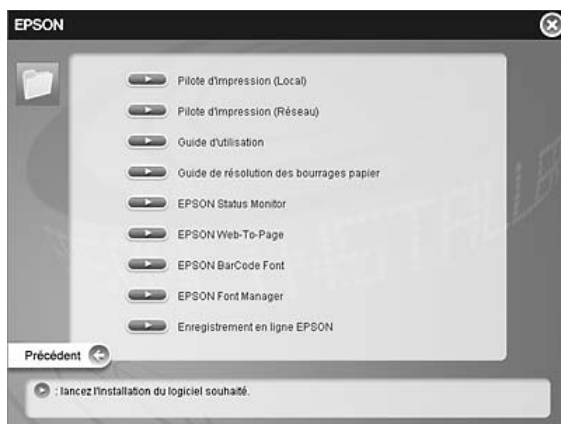 EPSON
Pilote d'impression (Local)
Pilote d'impression (Réseau)
Guide d'utilisation
Guide de résolution des bourrages papier
EPSON Status Monitor
EPSON Web-To-Page
EPSON BarCode Font
EPSON Font Manager
Enregistrement en ligne EPSON
Précédent
: lancez l'installation du logiciel souhaité.